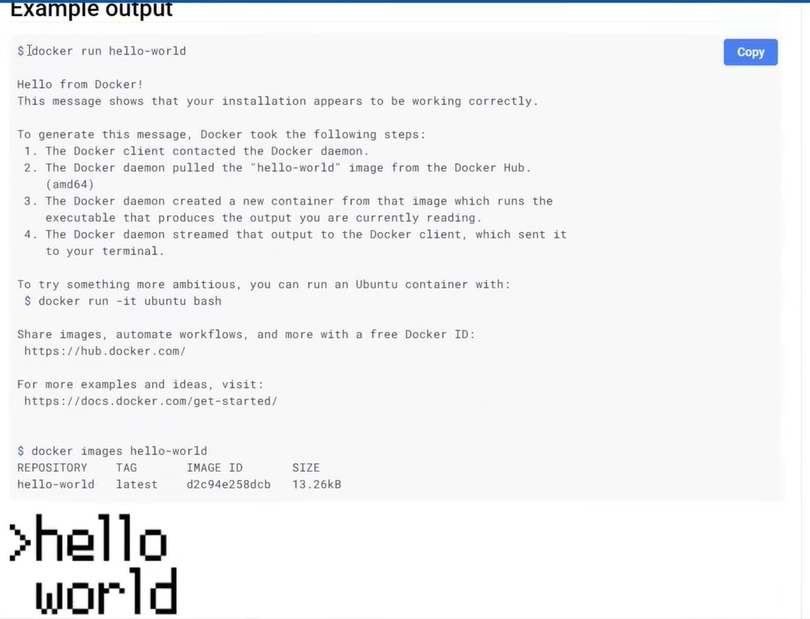 Example output
$ docker run hello-world
Copy
Hello from Docker!
This message shows that your installation appears to be working correctly.
To generate this message, Docker took the following steps:
1. The Docker client contacted the Docker daemon.
2. The Docker daemon pulled the "hello-world" image from the Docker Hub.
(amd64)
3. The Docker daemon created a new container from that image which runs the
executable that produces the output you are currently reading.
4. The Docker daemon streamed that output to the Docker client, which sent it
to your terminal.
To try something more ambitious, you can run an Ubuntu container with:
$ docker run -it ubuntu bash
Share images, automate workflows, and more with a free Docker ID:
https://hub.docker.com/
For more examples and ideas, visit:
https://docs.docker.com/get-started/
$ docker images hello-world
REPOSITORY TAG IMAGE ID SIZE
hello-world latest d2c94e258dcb 13.26kB
>hello
world